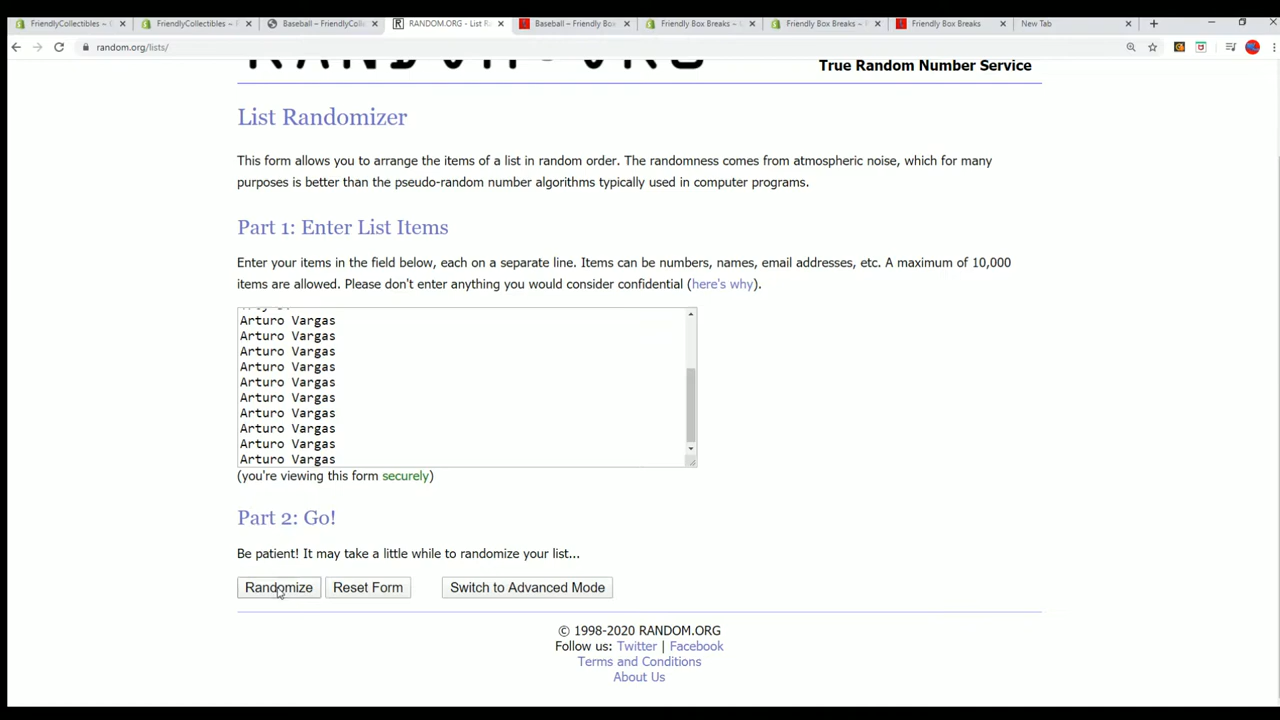 FriendlyCollectibles – C
FriendlyCollectibles – C
Baseball – FriendlyColle
RANDOM.ORG - List R
Baseball – Friendly Box
Friendly Box Breaks – 
Friendly Box Breaks – 
Friendly Box Breaks
New Tab
random.org/lists/
RANDOM.ORG
True Random Number Service
List Randomizer
This form allows you to arrange the items of a list in random order. The randomness comes from atmospheric noise, which for many
purposes is better than the pseudo-random number algorithms typically used in computer programs.
Part 1: Enter List Items
Enter your items in the field below, each on a separate line. Items can be numbers, names, email addresses, etc. A maximum of 10,000
items are allowed. Please don't enter anything you would consider confidential (here's why).
Arturo Vargas
Arturo Vargas
Arturo Vargas
Arturo Vargas
Arturo Vargas
Arturo Vargas
Arturo Vargas
Arturo Vargas
Arturo Vargas
Arturo Vargas
(you're viewing this form securely)
Part 2: Go!
Be patient! It may take a little while to randomize your list...
Randomize Reset Form Switch to Advanced Mode
© 1998-2020 RANDOM.ORG
Follow us: Twitter | Facebook
Terms and Conditions
About Us